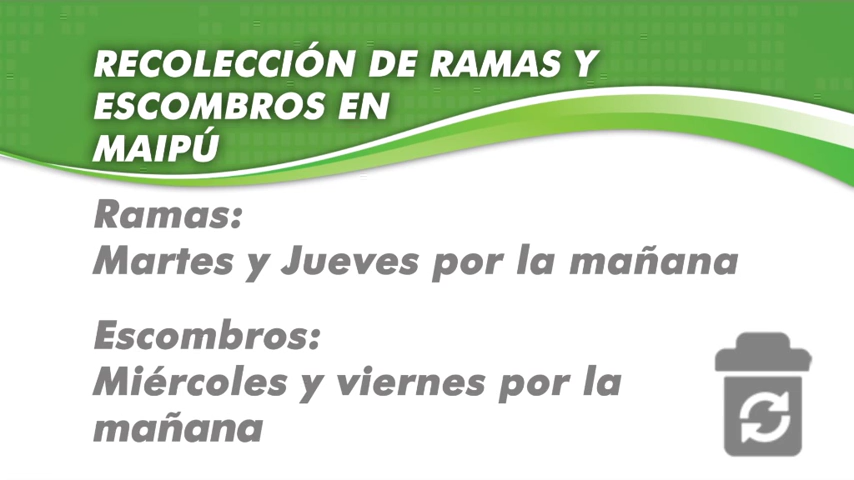 RECOLECCIÓN DE RAMAS Y
ESCOMBROS EN
MAIPÚ
Ramas:
Martes y Jueves por la mañana
Escombros:
Miércoles y viernes por la
mañana